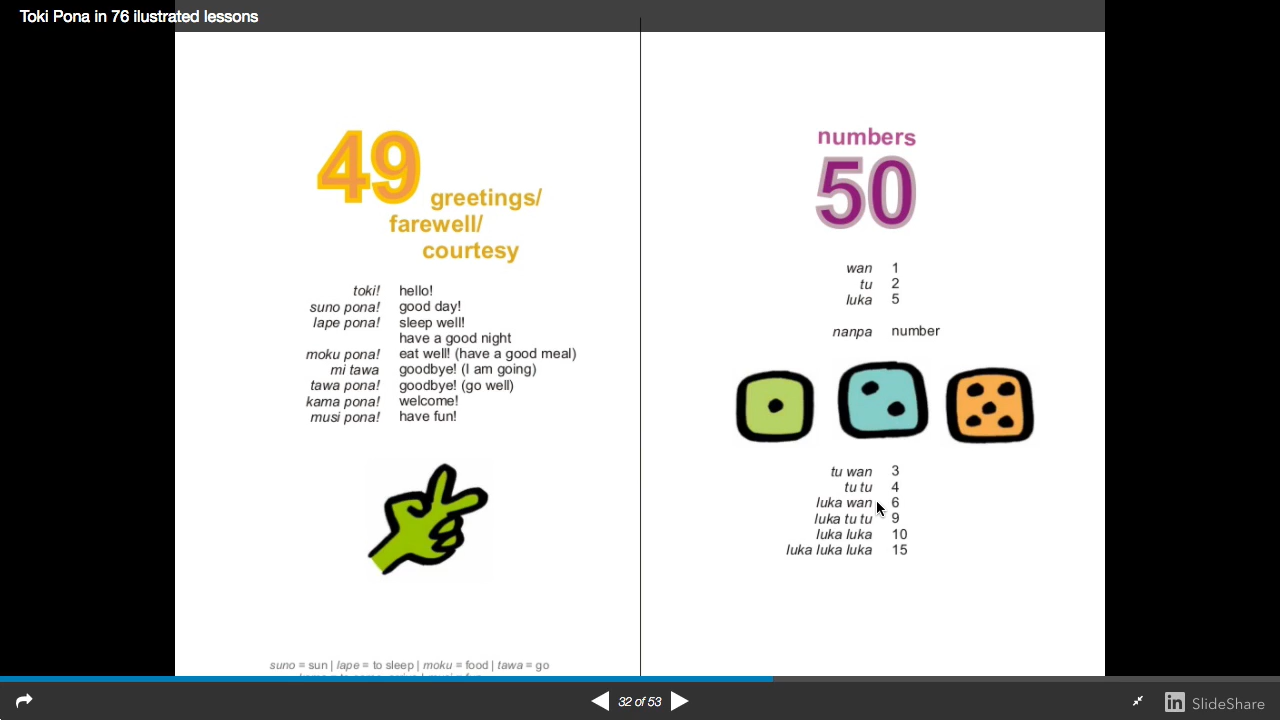 Toki Pona in 76 ilustrated lessons
49
greetings/
farewell/
courtesy
toki! hello!
suno pona! good day!
lape pona! sleep well!
have a good night
moku pona! eat well! (have a good meal)
mi tawa goodbye! (I am going)
tawa pona! goodbye! (go well)
kama pona! welcome!
musi pona! have fun!
suno = sun | lape = to sleep | moku = food | tawa = go
numbers
50
wan 1
tu 2
luka 5
nanpa number
tu wan 3
tu tu 4
luka wan 6
luka tu tu 9
luka luka 10
luka luka luka 15
32 of 53
in SlideShare